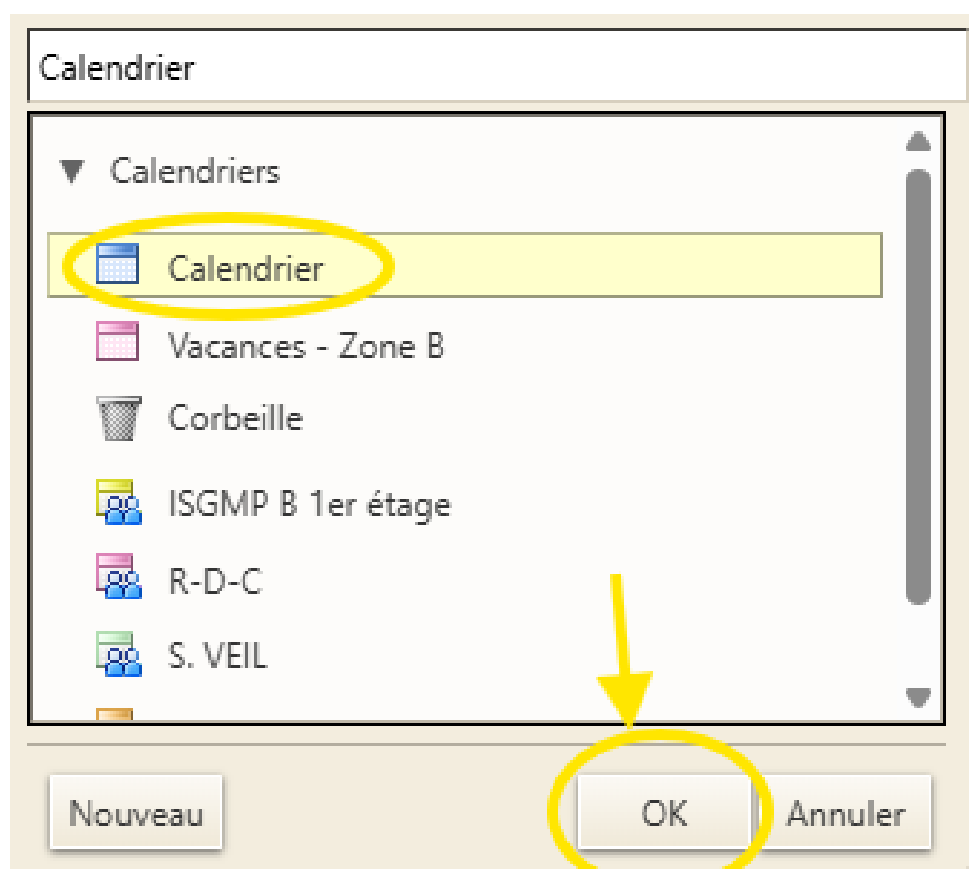 Calendrier
Calendriers
Calendrier
Vacances - Zone B
Corbeille
ISGMP B 1er étage
R-D-C
S. VEIL
Nouveau
OK
Annuler